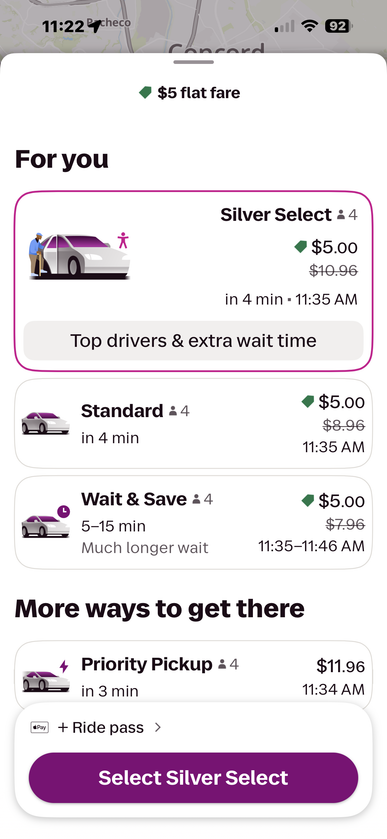 11:22
Pacheco
92
Concord
$5 flat fare
For you
Silver Select 4
$5.00
$10.96
in 4 min • 11:35 AM
Top drivers & extra wait time
Standard 4
$5.00
in 4 min
$8.96
11:35 AM
Wait & Save 4
$5.00
5–15 min
$7.96
Much longer wait
11:35–11:46 AM
More ways to get there
Priority Pickup 4
$11.96
in 3 min
11:34 AM
Pay
+ Ride pass
Select Silver Select